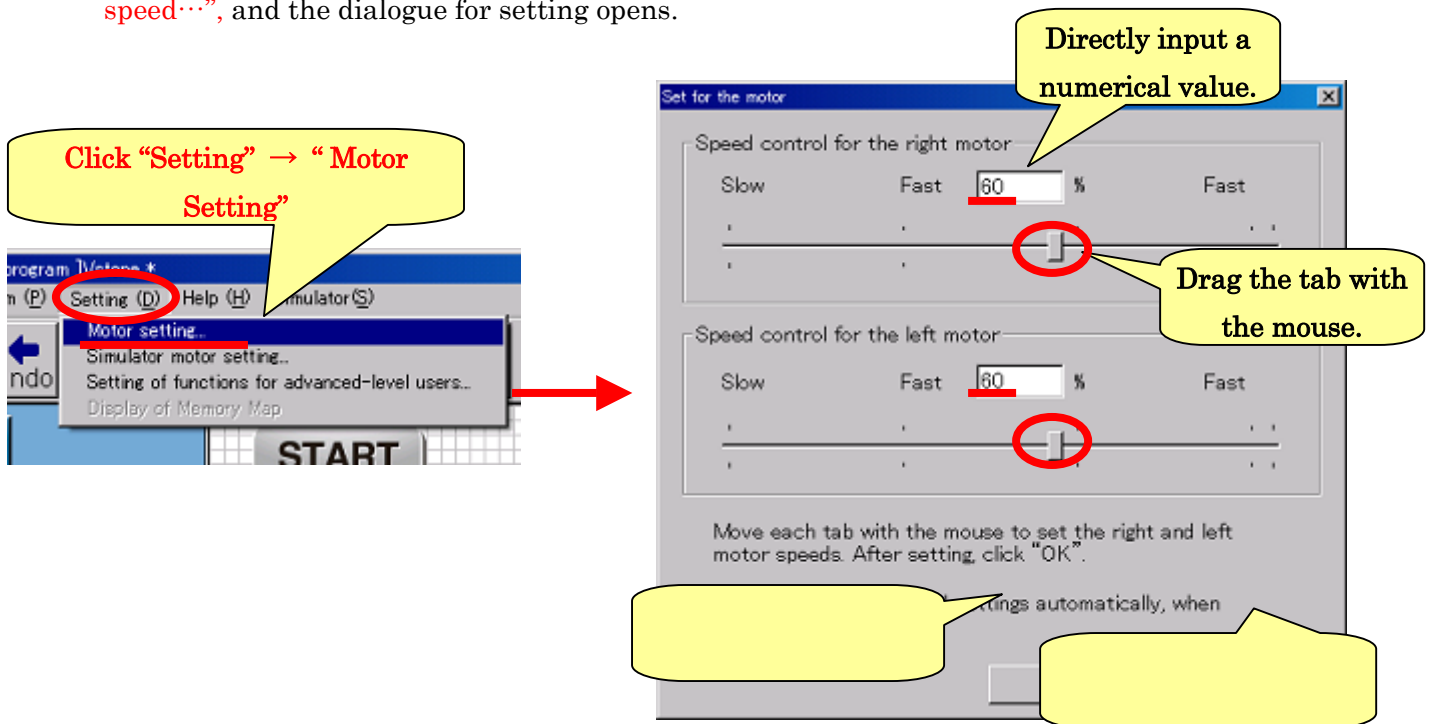 speed…”, and the dialogue for setting opens.
Click “Setting” → “ Motor
Setting”
program ]Vstone *
(P) Setting (D) Help (H) mulator(S)
Motor setting...
Simulator motor setting...
Setting of functions for advanced-level users...
Display of Memory Map
ndo
START
Directly input a
numerical value.
Set for the motor
Speed control for the right motor
Slow Fast 60 % Fast
Drag the tab with
the mouse.
Speed control for the left motor
Slow Fast 60 % Fast
Move each tab with the mouse to set the right and left
motor speeds. After setting, click "OK".
ttings automatically, when